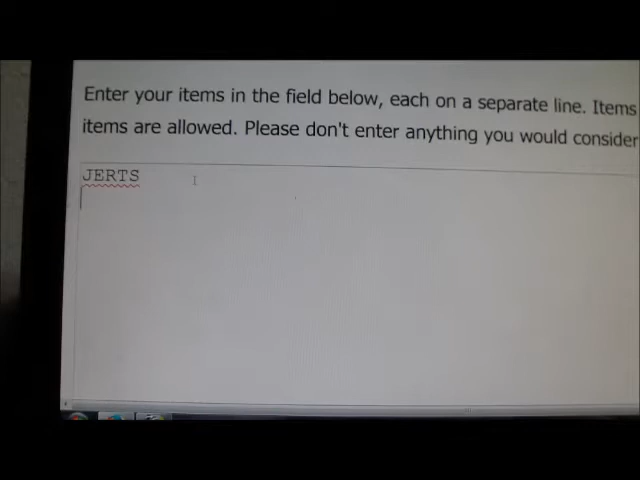 Enter your items in the field below, each on a separate line. Items
items are allowed. Please don't enter anything you would consider
JERTS